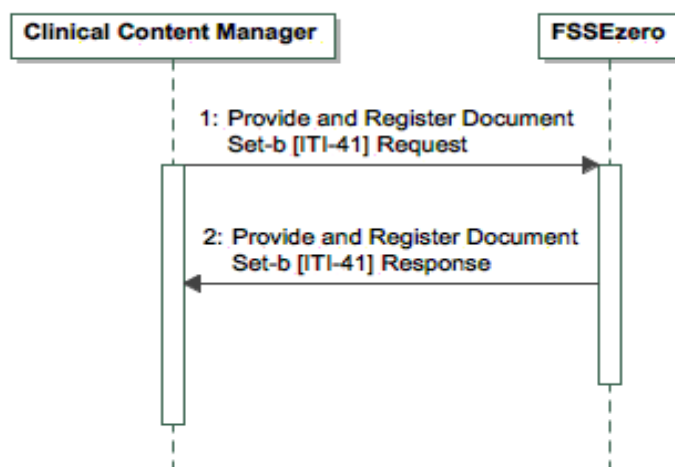 Clinical Content Manager
FSSEzero
1: Provide and Register Document
Set-b [ITI-41] Request
2: Provide and Register Document
Set-b [ITI-41] Response